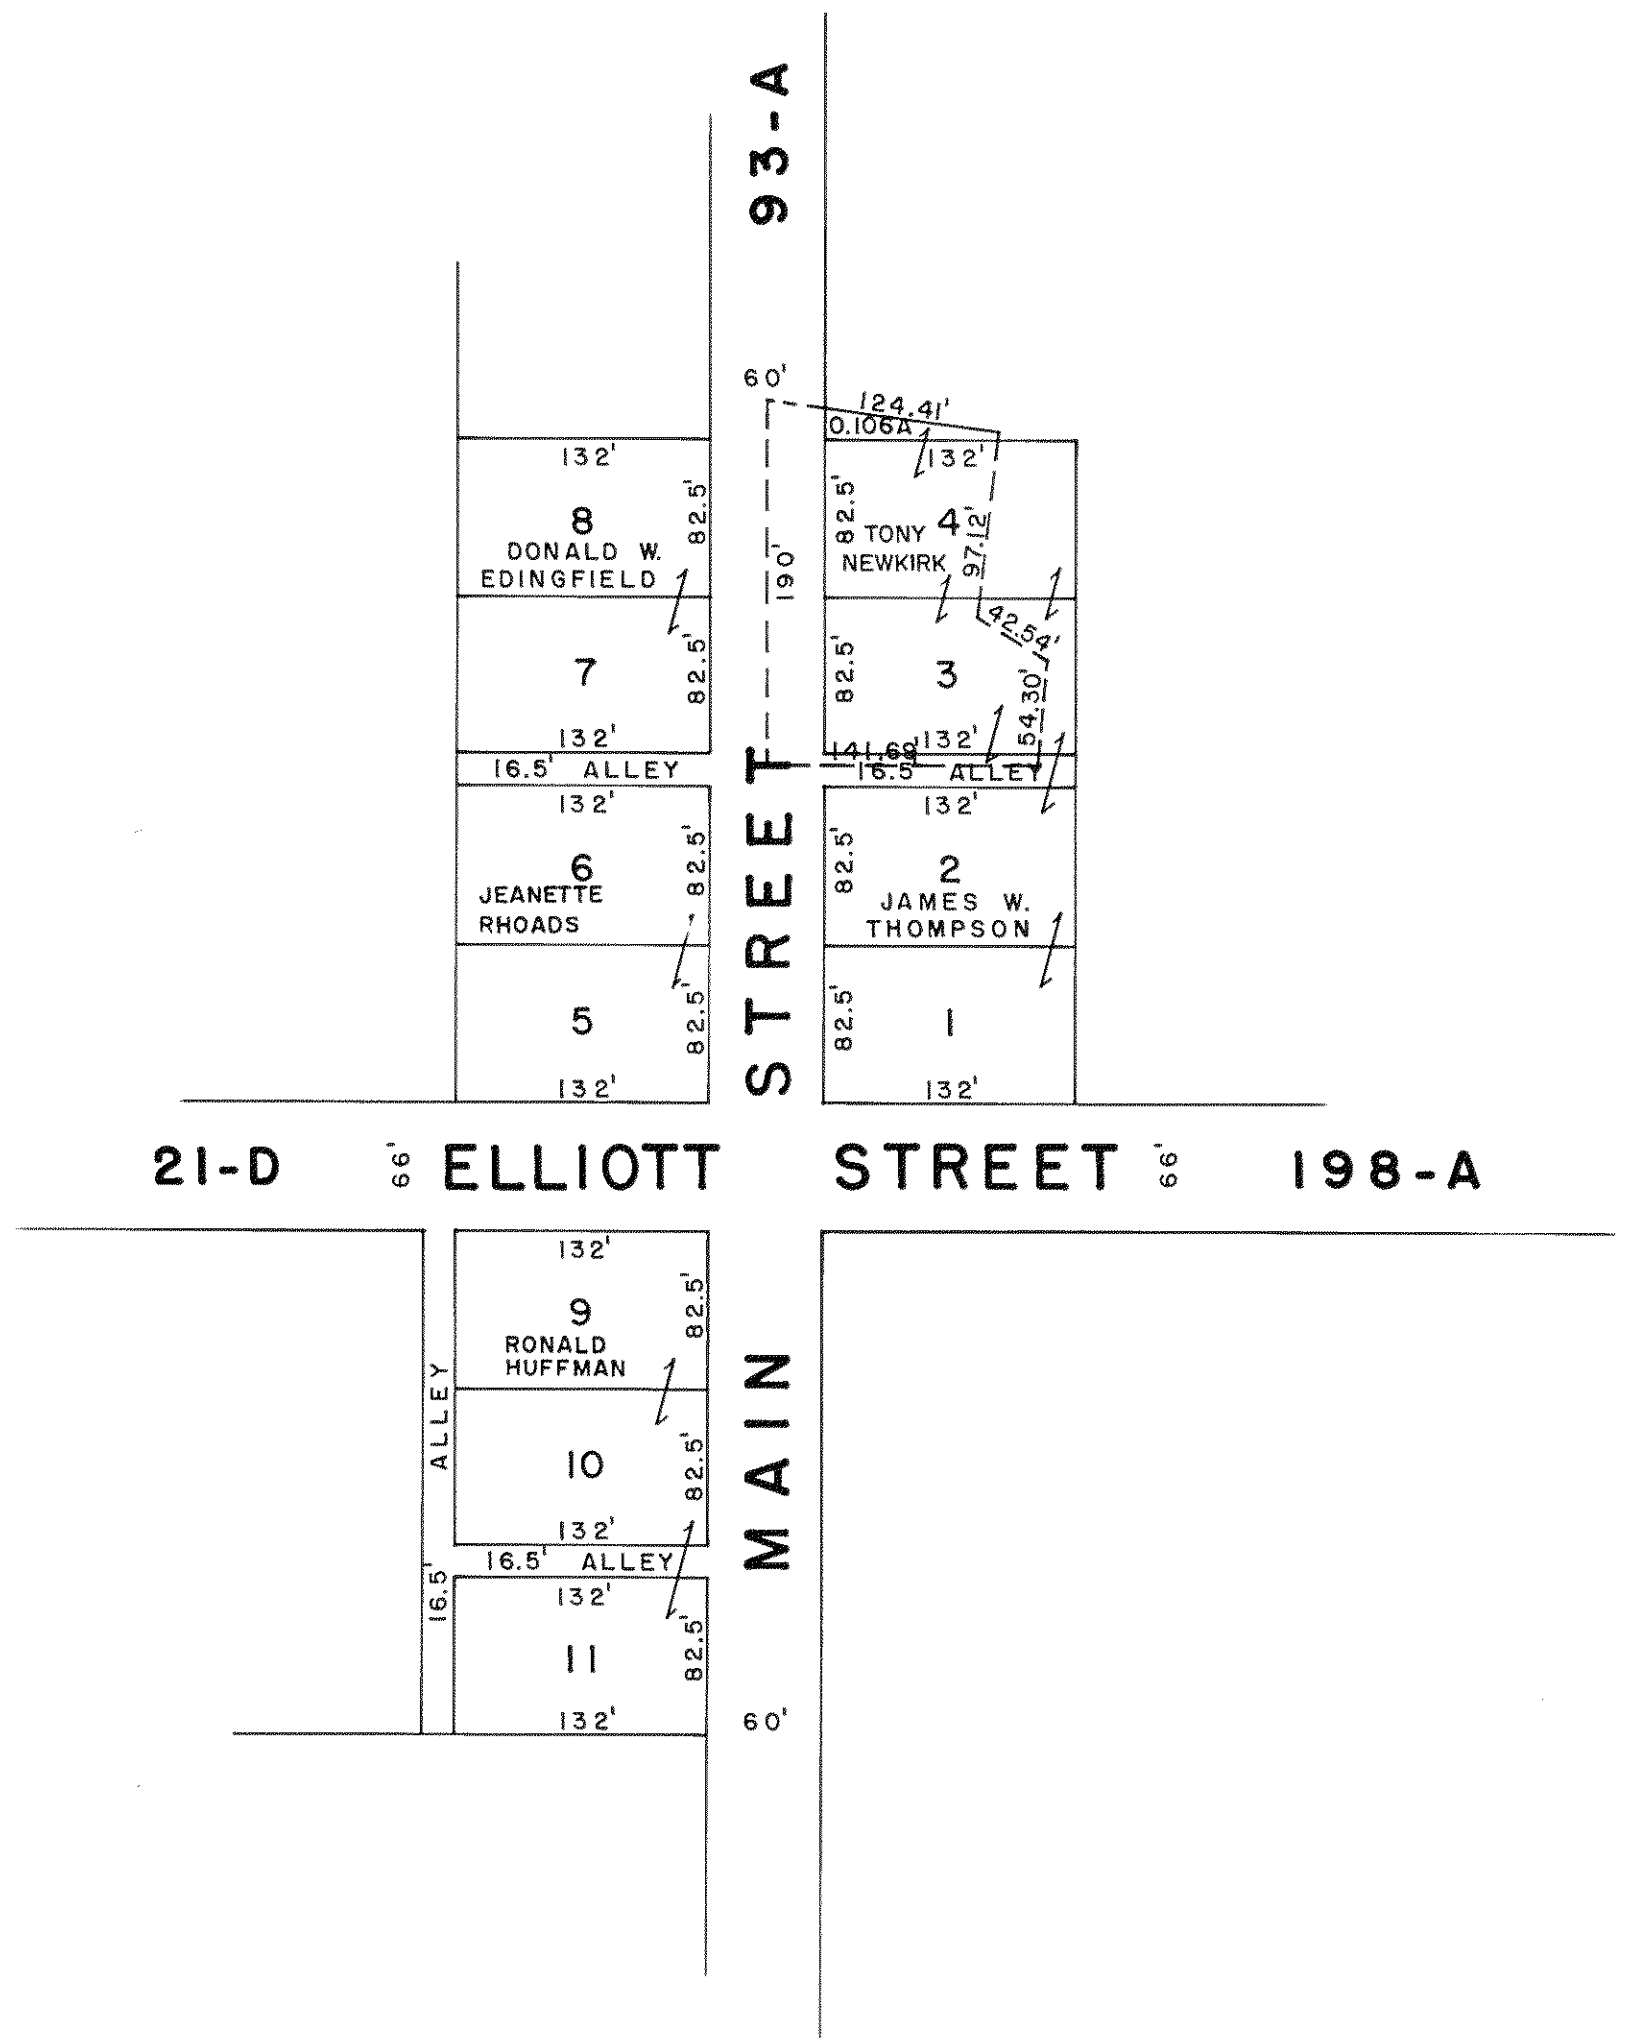 93-A
60'
124.41'
0.106A
132'
132'
8
82.5'
82.5'
4
97.12'
DONALD W.
EDINGFIELD
TONY
NEWKIRK
190'
42.54'
7
82.5'
82.5'
3
54.30'
132'
132'
141.69'
16.5' ALLEY
16.5' ALLEY
132'
132'
6
82.5'
82.5'
2
JEANETTE
RHOADS
JAMES W.
THOMPSON
5
82.5'
82.5'
1
132'
132'
MAIN STREET
21-D
66'
ELLIOTT STREET
66'
198-A
132'
9
82.5'
RONALD
HUFFMAN
16.5' ALLEY
10
82.5'
132'
16.5' ALLEY
132'
11
82.5'
132'
60'